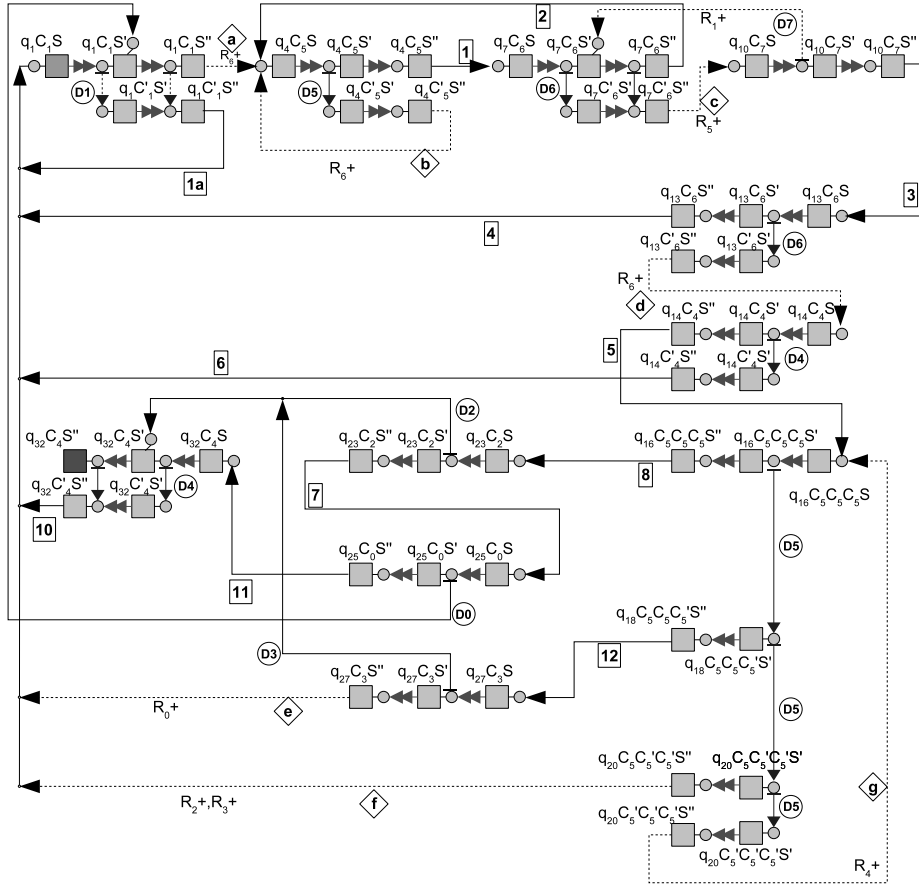 q1C1S q1C1S' q1C1S'' a R6+ q4C5S q4C5S' q4C5S'' 1 2 q7C6S q7C6S' q7C6S'' R1+ D7 q10C7S q10C7S' q10C7S''
D1 q1C'1S' q1C'1S'' D5 q4C'5S' q4C'5S'' D6 q7C'6S' q7C'6S'' c R5+
R6+ b
1a
q13C6S'' q13C6S' q13C6S 3
4
q13C'6S'' q13C'6S' D6
R6+ d
q14C4S'' q14C4S' q14C4S
5
6
q14C'4S'' q14C'4S' D4
D2
q32C4S'' q32C4S' q32C4S q23C2S'' q23C2S' q23C2S q16C5C5C5S'' q16C5C5C5S'
8
q32C'4S'' q32C'4S' D4 7 q16C5C5C5S
10
D5
q25C0S'' q25C0S' q25C0S
11
D0 q18C5C5C5'S''
D3 12
q27C3S'' q27C3S' q27C3S q18C5C5C5'S'
R0+ e D5
q20C5C5'C5'S'' q20C5C5'C5'S'
R2+,R3+ f g
q20C5'C5'C5'S'' D5
q20C5'C5'C5'S'
R4+